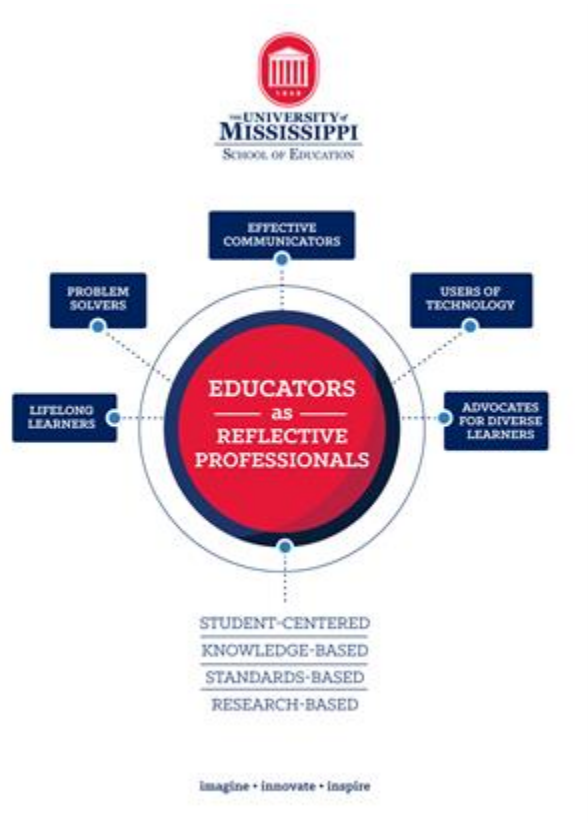 1848
THE UNIVERSITY of
MISSISSIPPI
SCHOOL OF EDUCATION
EFFECTIVE
COMMUNICATORS
PROBLEM
SOLVERS
USERS OF
TECHNOLOGY
LIFELONG
LEARNERS
ADVOCATES
FOR DIVERSE
LEARNERS
EDUCATORS
as
REFLECTIVE
PROFESSIONALS
STUDENT-CENTERED
KNOWLEDGE-BASED
STANDARDS-BASED
RESEARCH-BASED
imagine • innovate • inspire